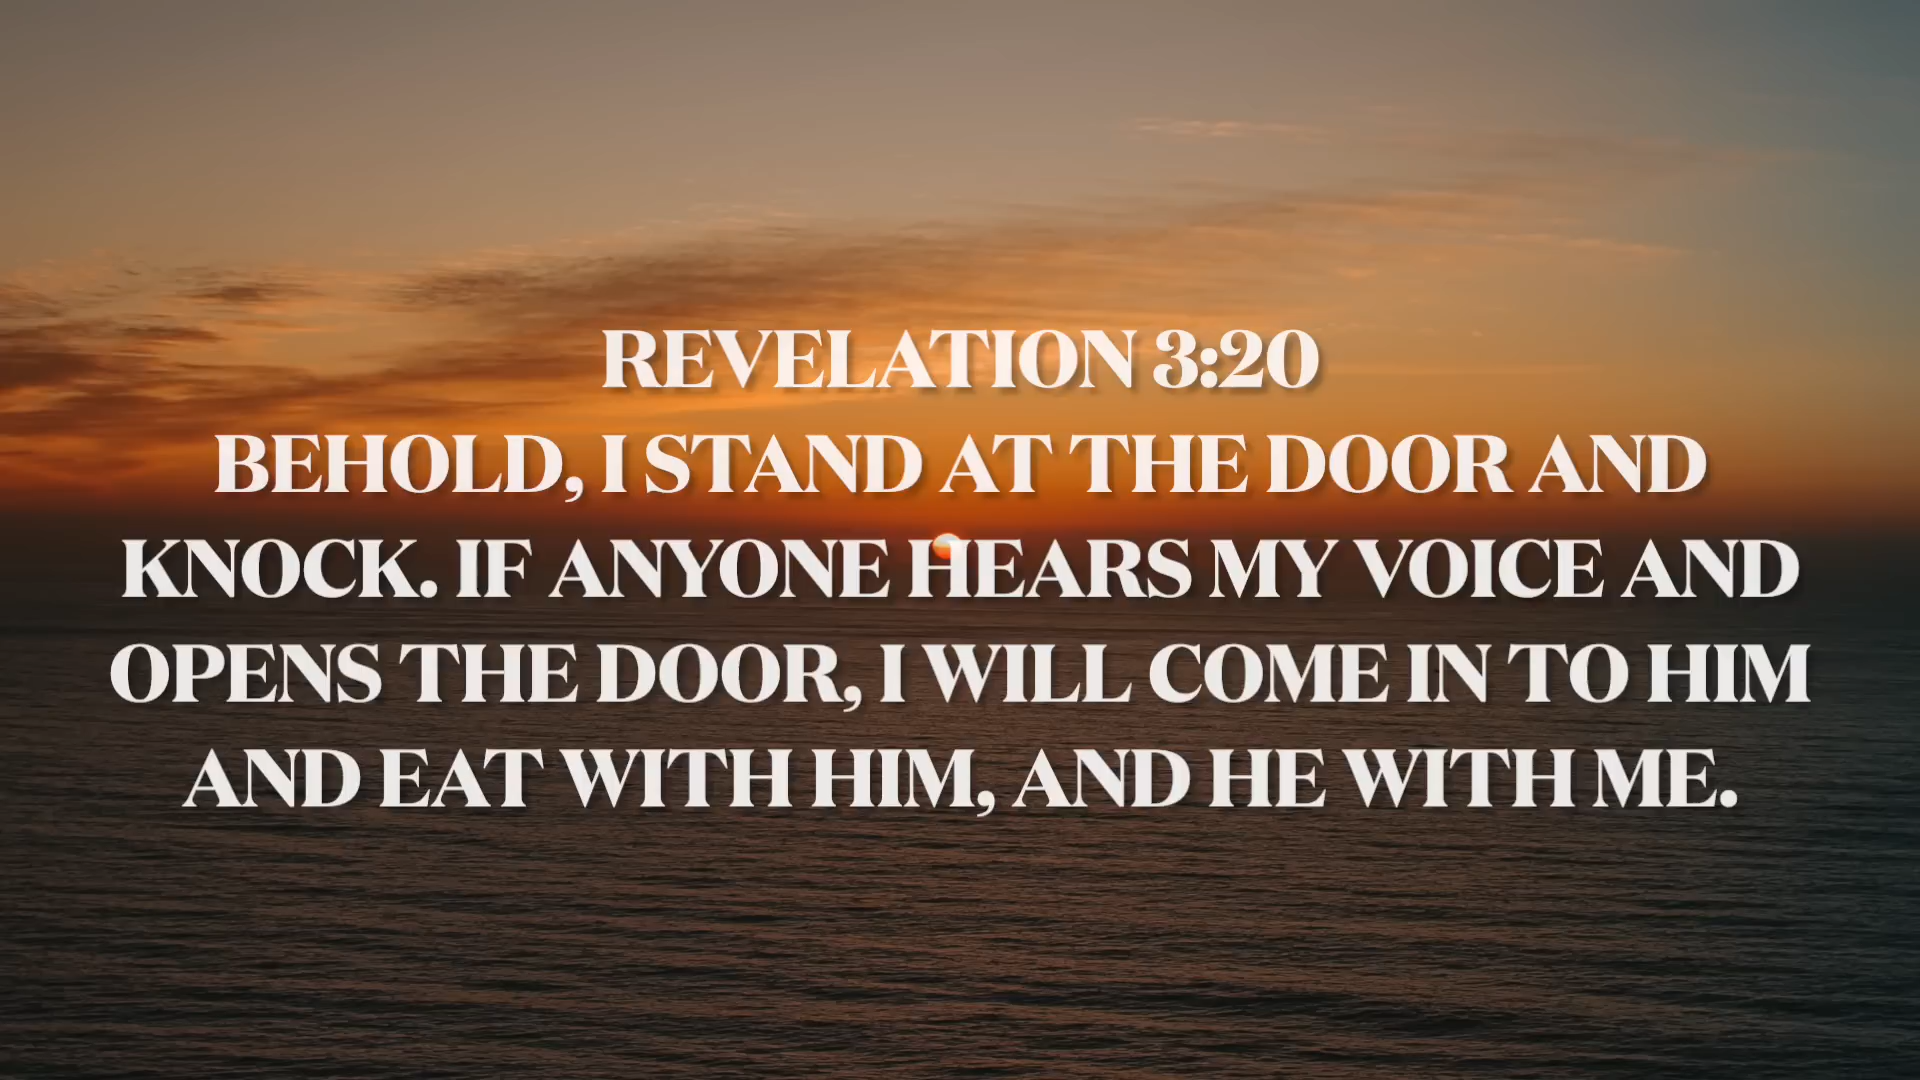 REVELATION 3:20
BEHOLD, I STAND AT THE DOOR AND
KNOCK. IF ANYONE HEARS MY VOICE AND
OPENS THE DOOR, I WILL COME IN TO HIM
AND EAT WITH HIM, AND HE WITH ME.